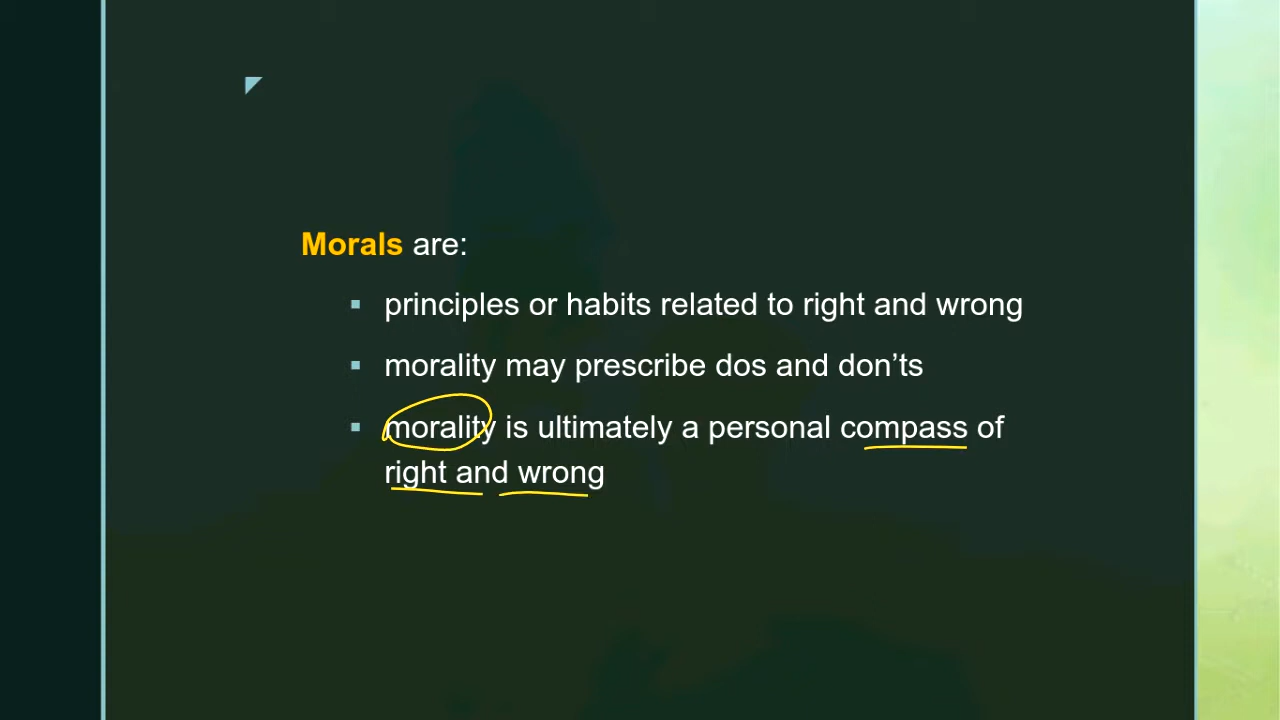 Morals are:
▪ principles or habits related to right and wrong
▪ morality may prescribe dos and don’ts
▪ morality is ultimately a personal compass of
right and wrong